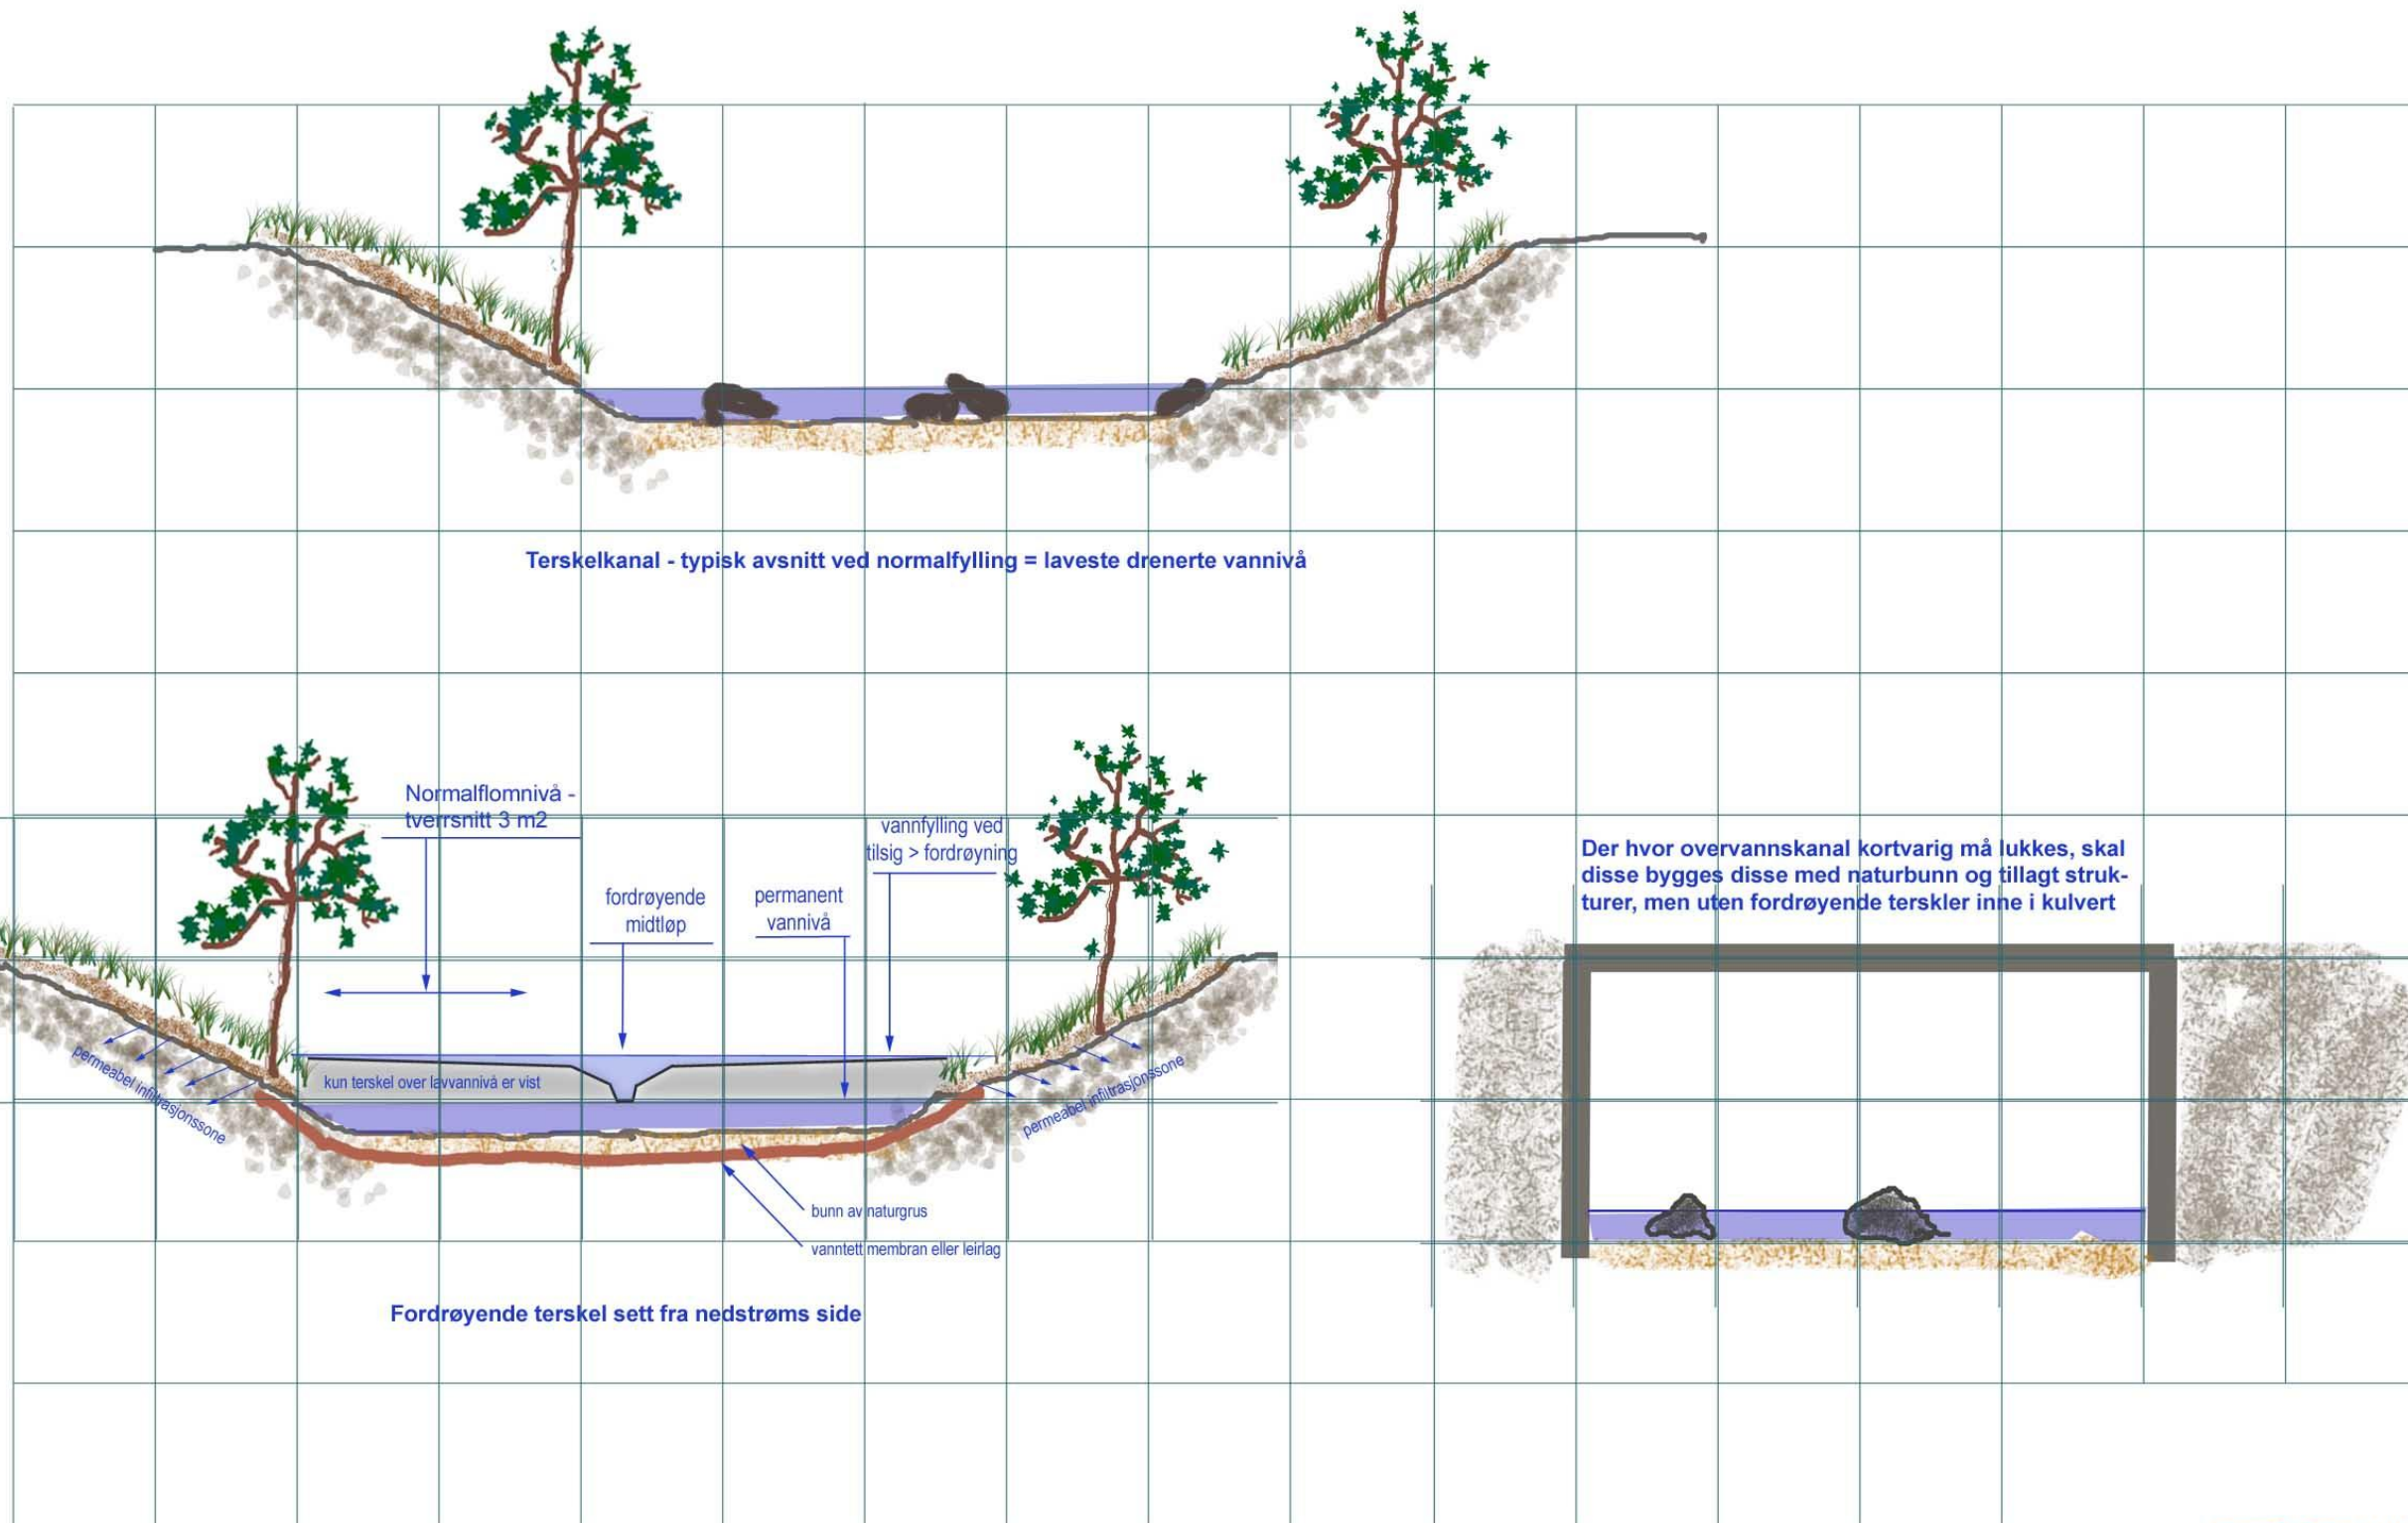 Terskelkanal - typisk avsnitt ved normalfylling = laveste drenerte vannivå
Normalflomnivå -
tverrsnitt 3 m2
fordrøyende
midtløp
permanent
vannivå
vannfylling ved
tilsig > fordrøyning
kun terskel over lavvannivå er vist
permeabel infiltrasjonssone
permeabel infiltrasjonssone
bunn av naturgrus
vanntett membran eller leirlag
Fordrøyende terskel sett fra nedstrøms side
Der hvor overvannskanal kortvarig må lukkes, skal
disse bygges disse med naturbunn og tillagt struk-
turer, men uten fordrøyende terskler inne i kulvert